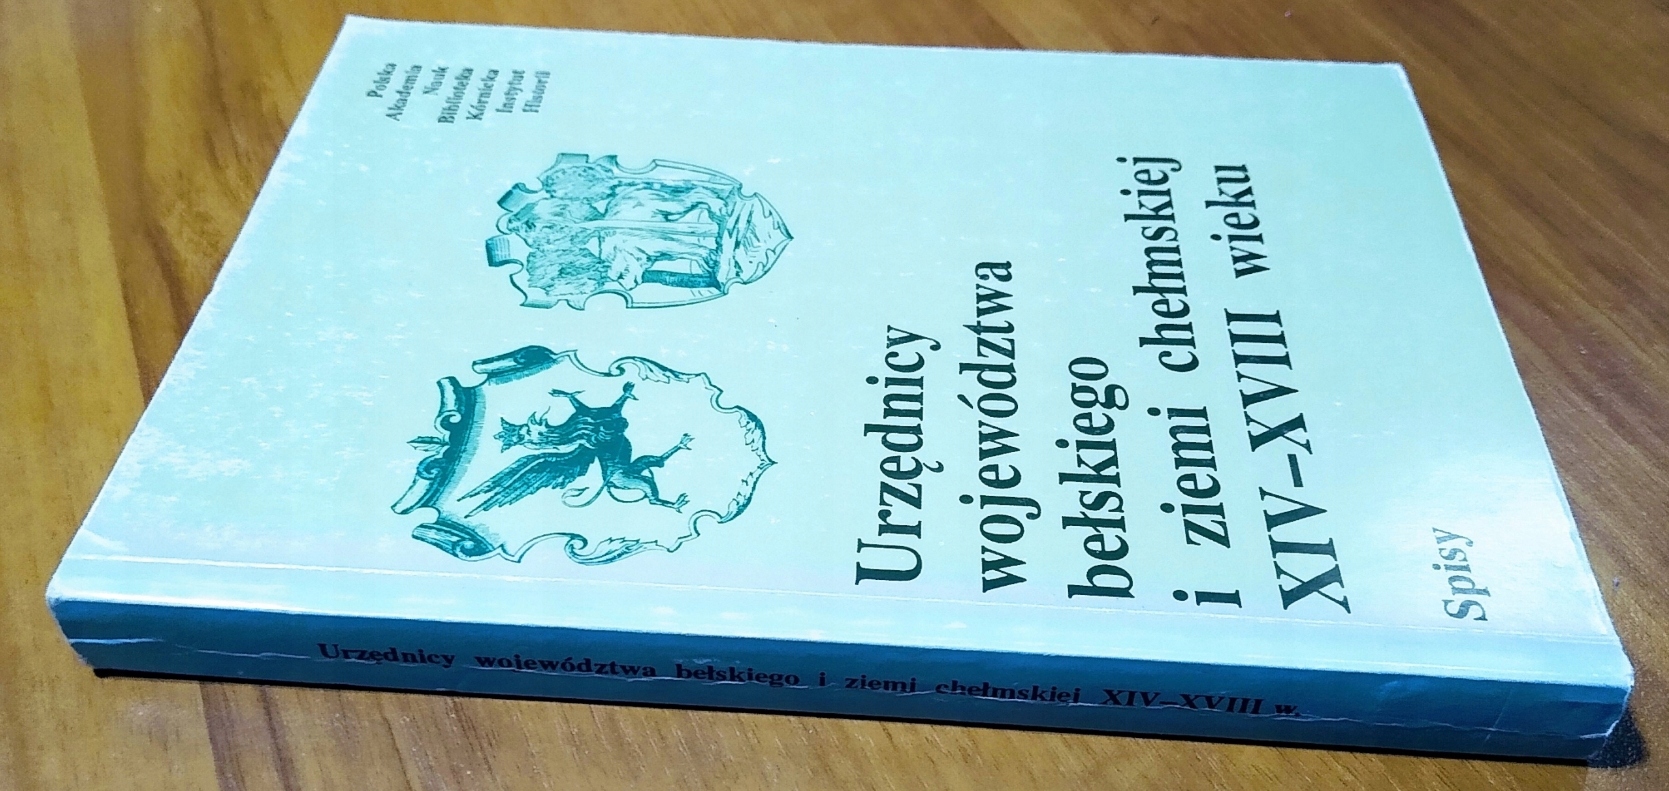 Polska
Akademia
Nauk
Biblioteka
Kórnicka
Instytut
Historii
Urzędnicy
województwa
bełskiego
i ziemi chełmskiej
XIV–XVIII wieku
Spisy
Urzędnicy województwa bełskiego i ziemi chełmskiej XIV–XVIII w.